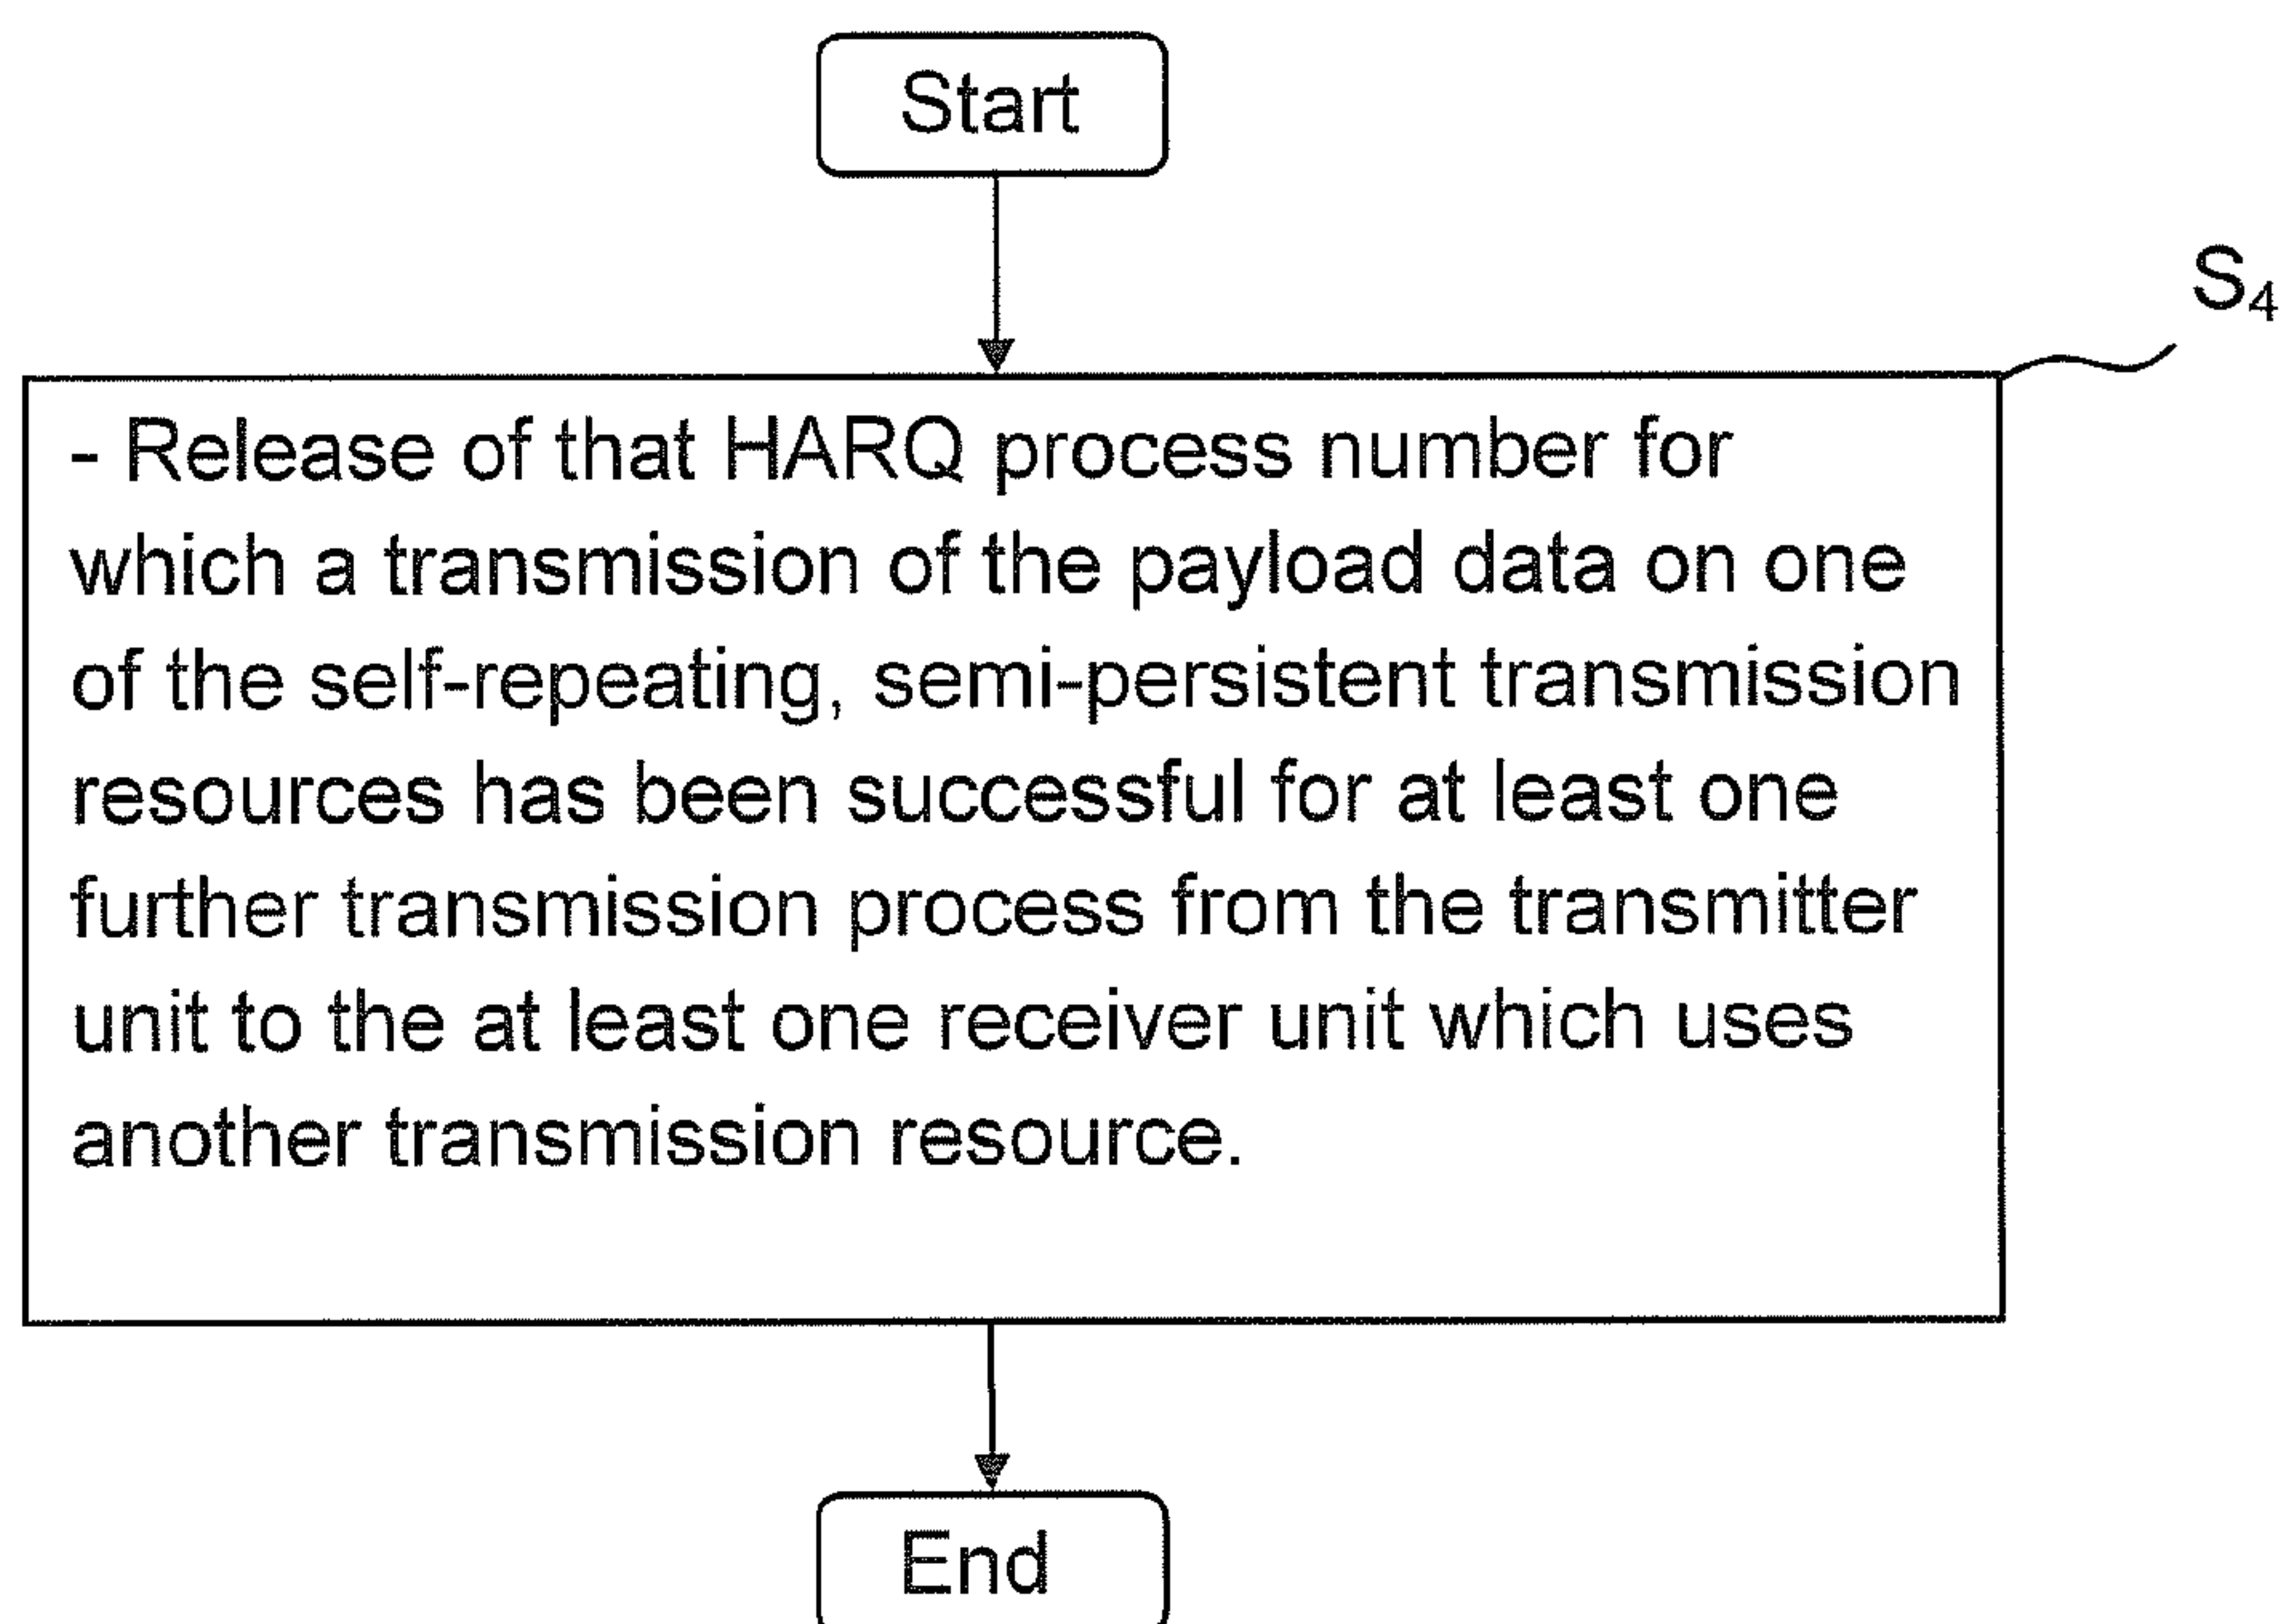 Start
S₄
- Release of that HARQ process number for
which a transmission of the payload data on one
of the self-repeating, semi-persistent transmission
resources has been successful for at least one
further transmission process from the transmitter
unit to the at least one receiver unit which uses
another transmission resource.
End